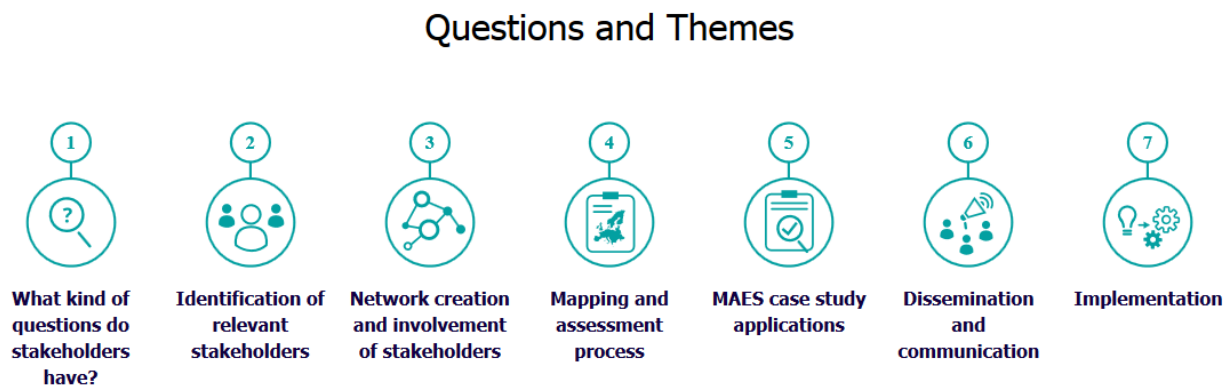 Questions and Themes
1
2
3
4
5
6
7
?
What kind of
questions do
stakeholders
have?
Identification of
relevant
stakeholders
Network creation
and involvement
of stakeholders
Mapping and
assessment
process
MAES case study
applications
Dissemination
and
communication
Implementation